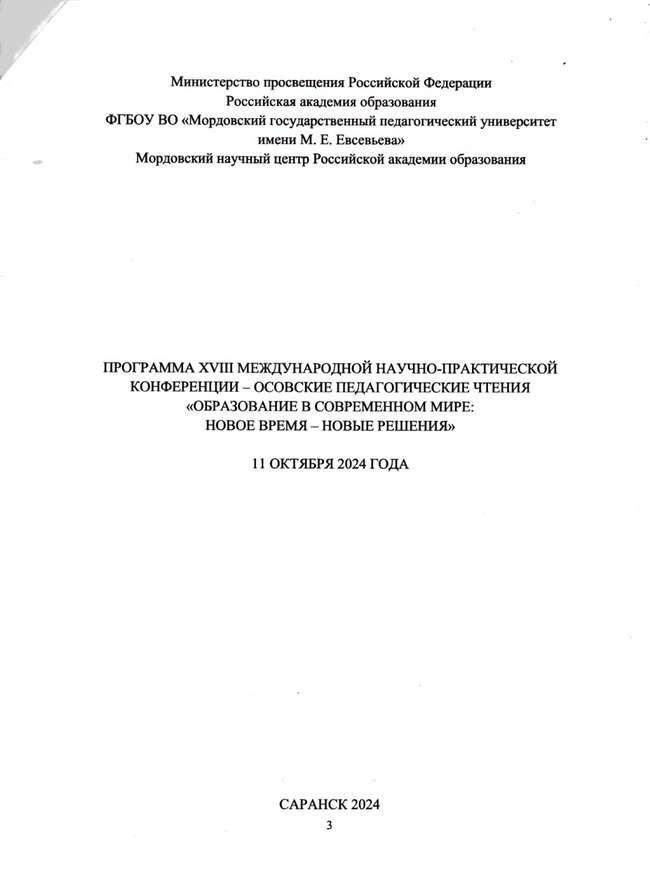 Министерство просвещения Российской Федерации
Российская академия образования
ФГБОУ ВО «Мордовский государственный педагогический университет
имени М. Е. Евсевьева»
Мордовский научный центр Российской академии образования
ПРОГРАММА XVIII МЕЖДУНАРОДНОЙ НАУЧНО-ПРАКТИЧЕСКОЙ
КОНФЕРЕНЦИИ – ОСОВСКИЕ ПЕДАГОГИЧЕСКИЕ ЧТЕНИЯ
«ОБРАЗОВАНИЕ В СОВРЕМЕННОМ МИРЕ:
НОВОЕ ВРЕМЯ – НОВЫЕ РЕШЕНИЯ»
11 ОКТЯБРЯ 2024 ГОДА
САРАНСК 2024
3